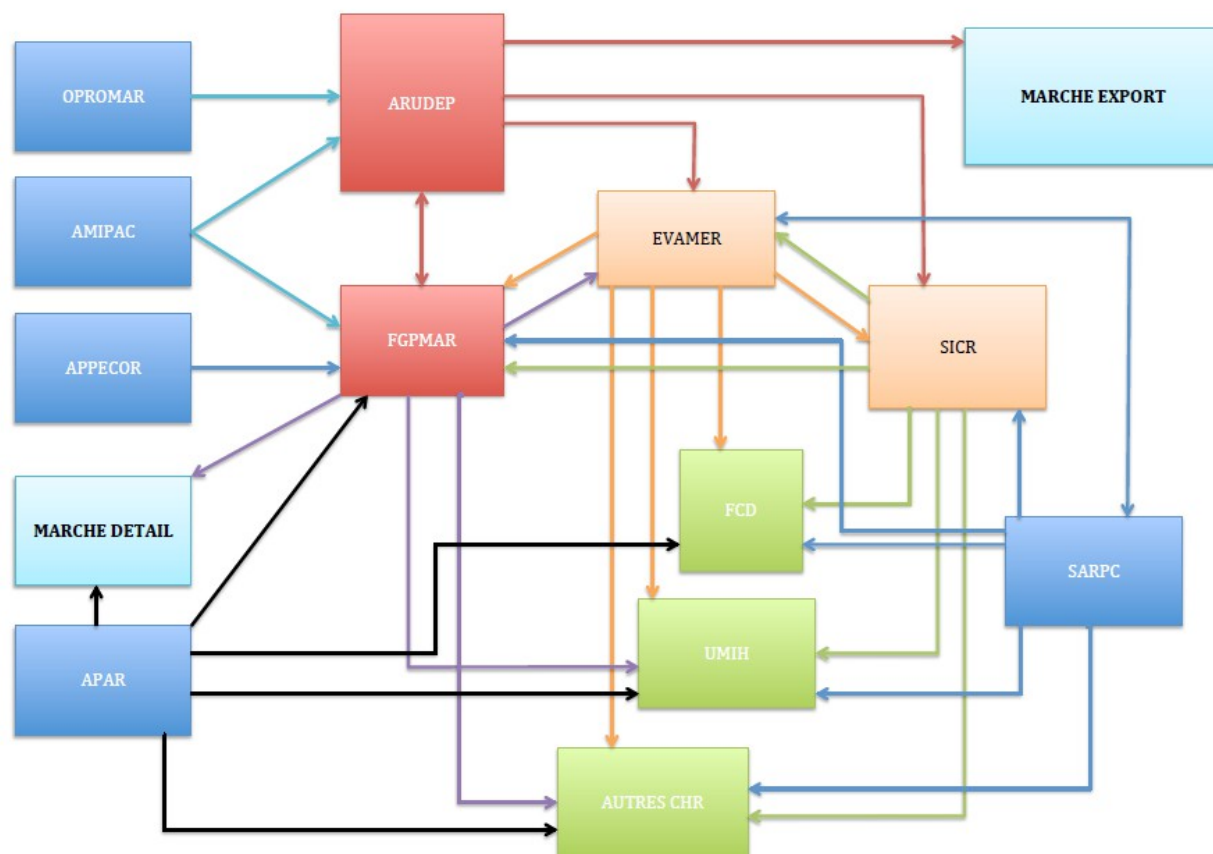 OPROMAR
ARUDEP
MARCHE EXPORT
AMIPAC
EVAMER
APPECOR
FGPMAR
SICR
MARCHE DETAIL
FCD
SARPC
APAR
UMIH
AUTRES CHR